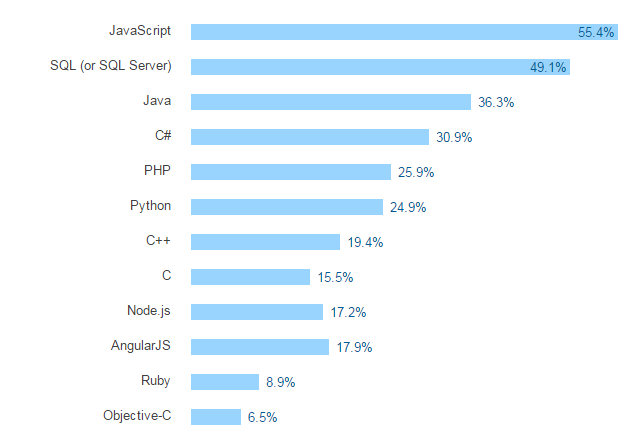 JavaScript 55.4%
SQL (or SQL Server) 49.1%
Java 36.3%
C# 30.9%
PHP 25.9%
Python 24.9%
C++ 19.4%
C 15.5%
Node.js 17.2%
AngularJS 17.9%
Ruby 8.9%
Objective-C 6.5%